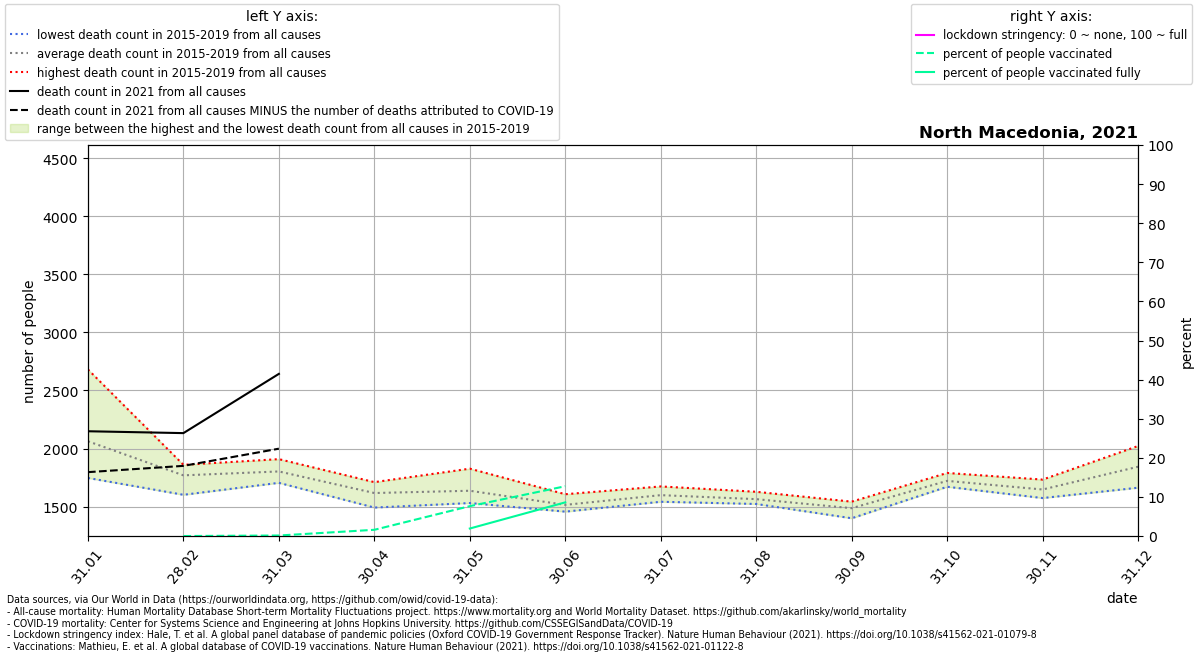 left Y axis:
lowest death count in 2015-2019 from all causes
average death count in 2015-2019 from all causes
highest death count in 2015-2019 from all causes
death count in 2021 from all causes
death count in 2021 from all causes MINUS the number of deaths attributed to COVID-19
range between the highest and the lowest death count from all causes in 2015-2019
right Y axis:
lockdown stringency: 0 ~ none, 100 ~ full
percent of people vaccinated
percent of people vaccinated fully
North Macedonia, 2021
number of people
4500
4000
3500
3000
2500
2000
1500
100
90
80
70
60
50
40
30
20
10
0
percent
31.01
28.02
31.03
30.04
31.05
30.06
31.07
31.08
30.09
31.10
30.11
31.12
date
Data sources, via Our World in Data (https://ourworldindata.org, https://github.com/owid/covid-19-data):
- All-cause mortality: Human Mortality Database Short-term Mortality Fluctuations project. https://www.mortality.org and World Mortality Dataset. https://github.com/akarlinsky/world_mortality
- COVID-19 mortality: Center for Systems Science and Engineering at Johns Hopkins University. https://github.com/CSSEGISandData/COVID-19
- Lockdown stringency index: Hale, T. et al. A global panel database of pandemic policies (Oxford COVID-19 Government Response Tracker). Nature Human Behaviour (2021). https://doi.org/10.1038/s41562-021-01079-8
- Vaccinations: Mathieu, E. et al. A global database of COVID-19 vaccinations. Nature Human Behaviour (2021). https://doi.org/10.1038/s41562-021-01122-8